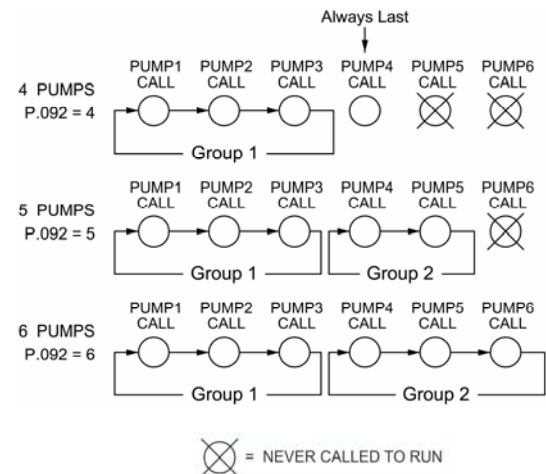 Always Last
PUMP1 PUMP2 PUMP3 PUMP4 PUMP5 PUMP6
CALL CALL CALL CALL CALL CALL
4 PUMPS
P.092 = 4
Group 1
PUMP1 PUMP2 PUMP3 PUMP4 PUMP5 PUMP6
CALL CALL CALL CALL CALL CALL
5 PUMPS
P.092 = 5
Group 1 Group 2
PUMP1 PUMP2 PUMP3 PUMP4 PUMP5 PUMP6
CALL CALL CALL CALL CALL CALL
6 PUMPS
P.092 = 6
Group 1 Group 2
= NEVER CALLED TO RUN